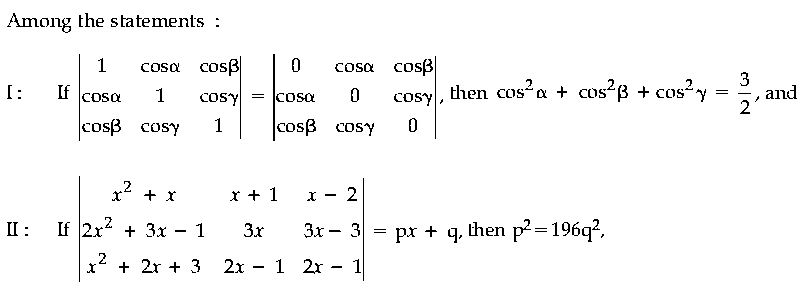 Among the statements :
I : If | 1 cosα cosβ ; cosα 1 cosγ ; cosβ cosγ 1 | = | 0 cosα cosβ ; cosα 0 cosγ ; cosβ cosγ 0 |, then cos²α + cos²β + cos²γ = 3/2, and
II : If | x² + x x + 1 x − 2 ; 2x² + 3x − 1 3x 3x − 3 ; x² + 2x + 3 2x − 1 2x − 1 | = px + q, then p² = 196q²,